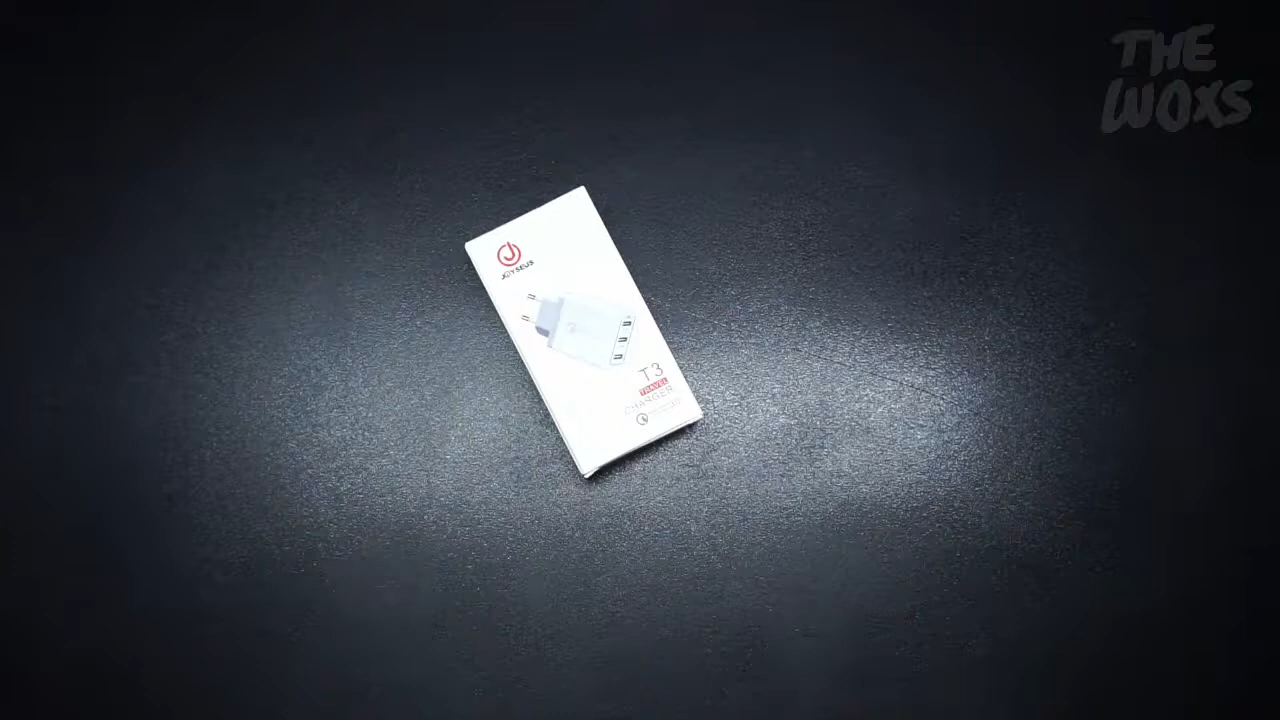 THE
WOXS
JOYSEUS
T3
TRAVEL
CHARGER